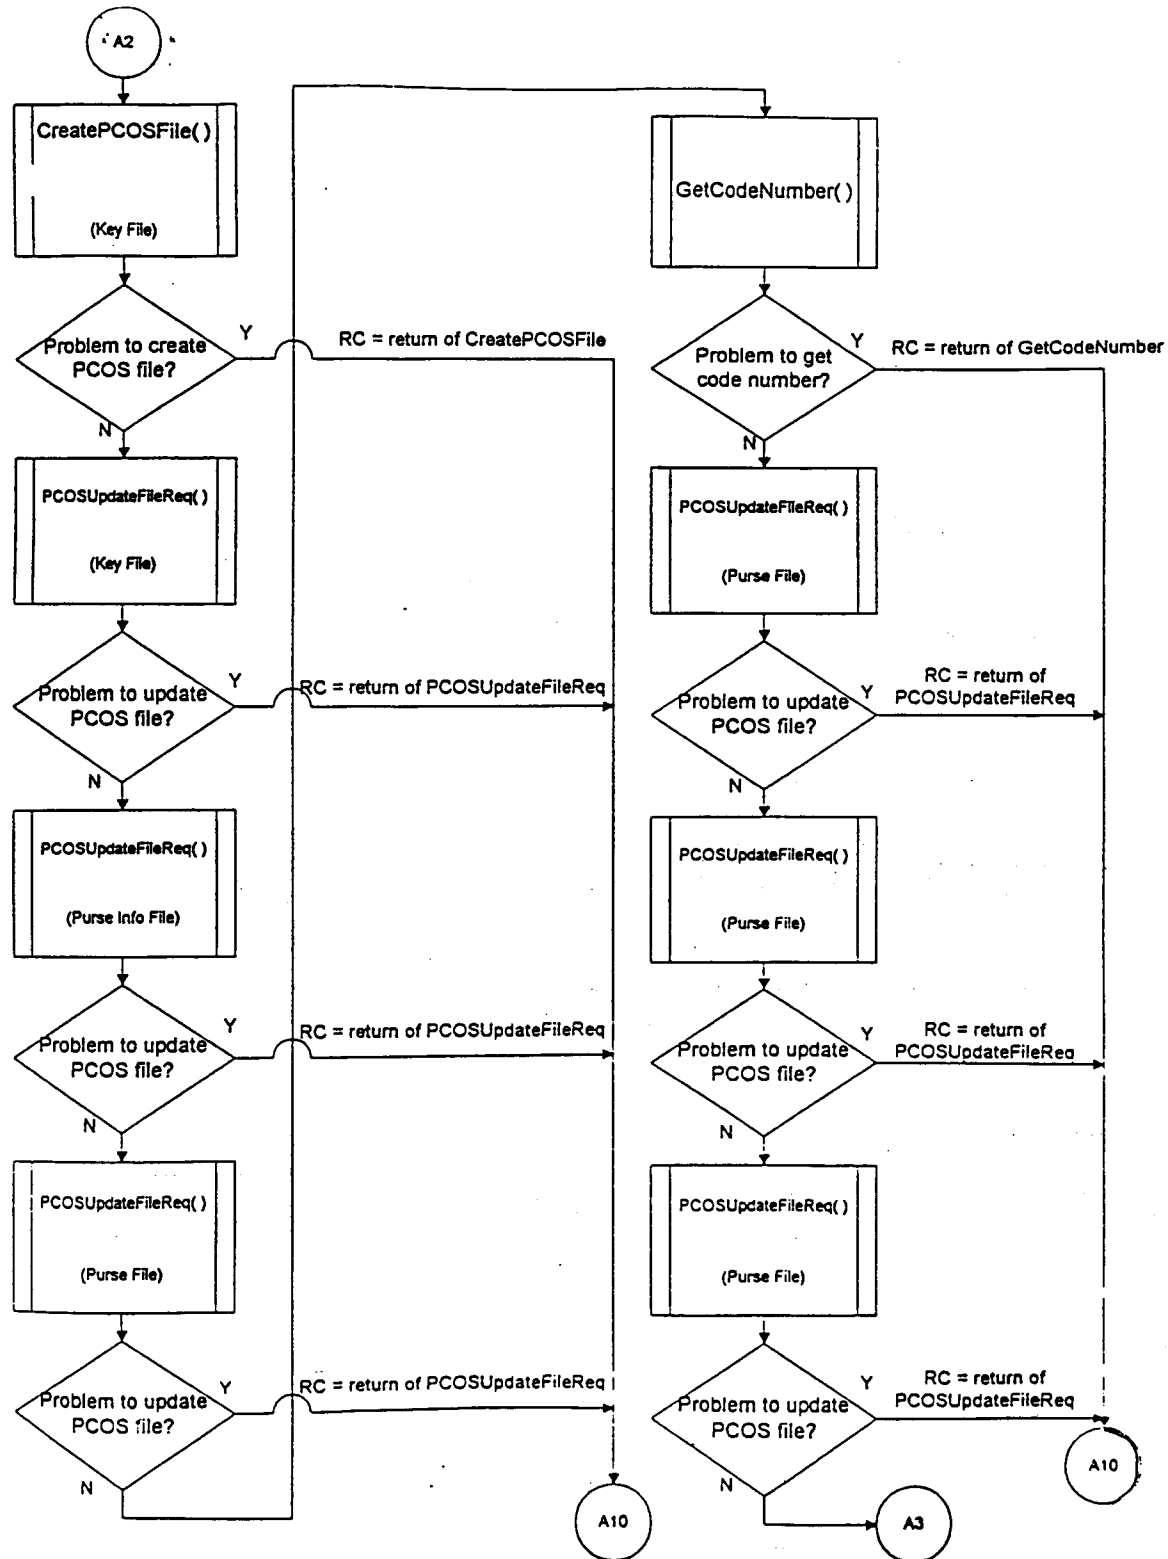 A2
CreatePCOSFile( )
(Key File)
Problem to create
PCOS file?
Y
RC = return of CreatePCOSFile
N
PCOSUpdateFileReq( )
(Key File)
Problem to update
PCOS file?
Y
RC = return of PCOSUpdateFileReq
N
PCOSUpdateFileReq( )
(Purse Info File)
Problem to update
PCOS file?
Y
RC = return of PCOSUpdateFileReq
N
PCOSUpdateFileReq( )
(Purse File)
Problem to update
PCOS file?
Y
RC = return of PCOSUpdateFileReq
N
A10
GetCodeNumber( )
Problem to get
code number?
Y
RC = return of GetCodeNumber
N
PCOSUpdateFileReq( )
(Purse File)
Problem to update
PCOS file?
Y
RC = return of
PCOSUpdateFileReq
N
PCOSUpdateFileReq( )
(Purse File)
Problem to update
PCOS file?
Y
RC = return of
PCOSUpdateFileReq
N
PCOSUpdateFileReq( )
(Purse File)
Problem to update
PCOS file?
Y
RC = return of
PCOSUpdateFileReq
N
A10
A3